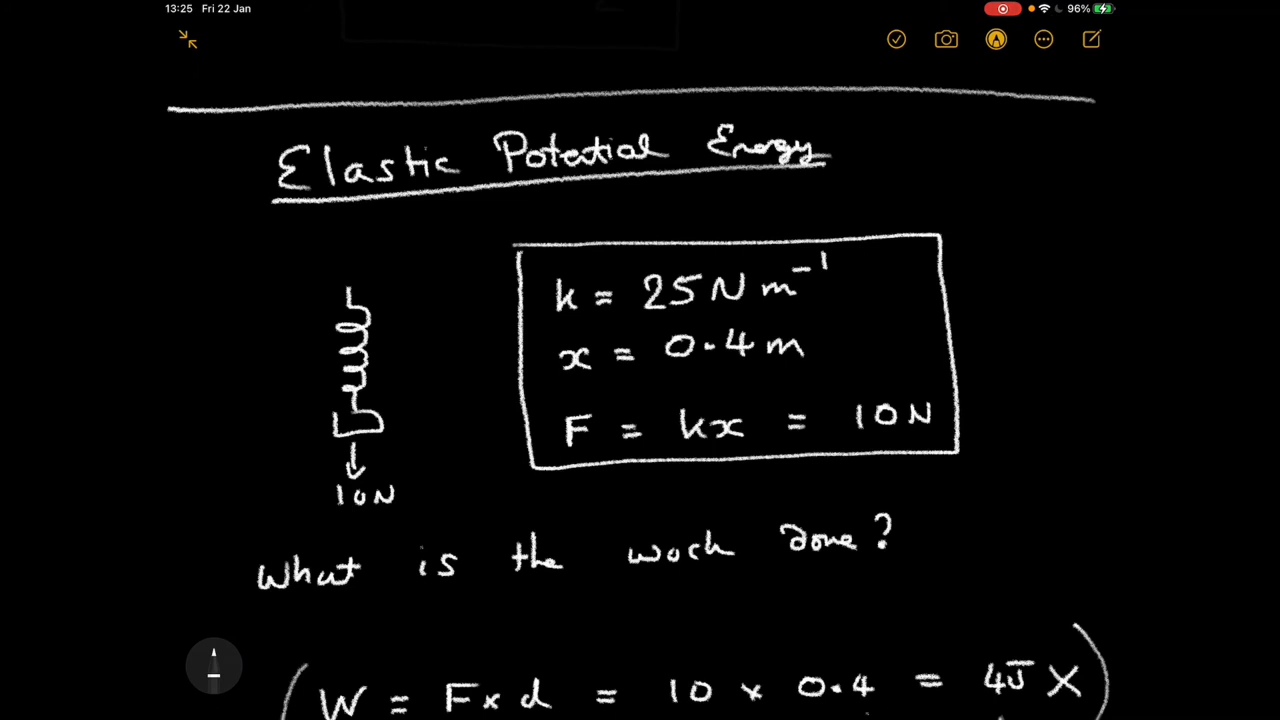 13:25 Fri 22 Jan 96%
Elastic Potential Energy
k = 25 N m⁻¹
x = 0.4 m
F = kx = 10 N
10N
What is the work done?
(W = F x d = 10 x 0.4 = 4J X)